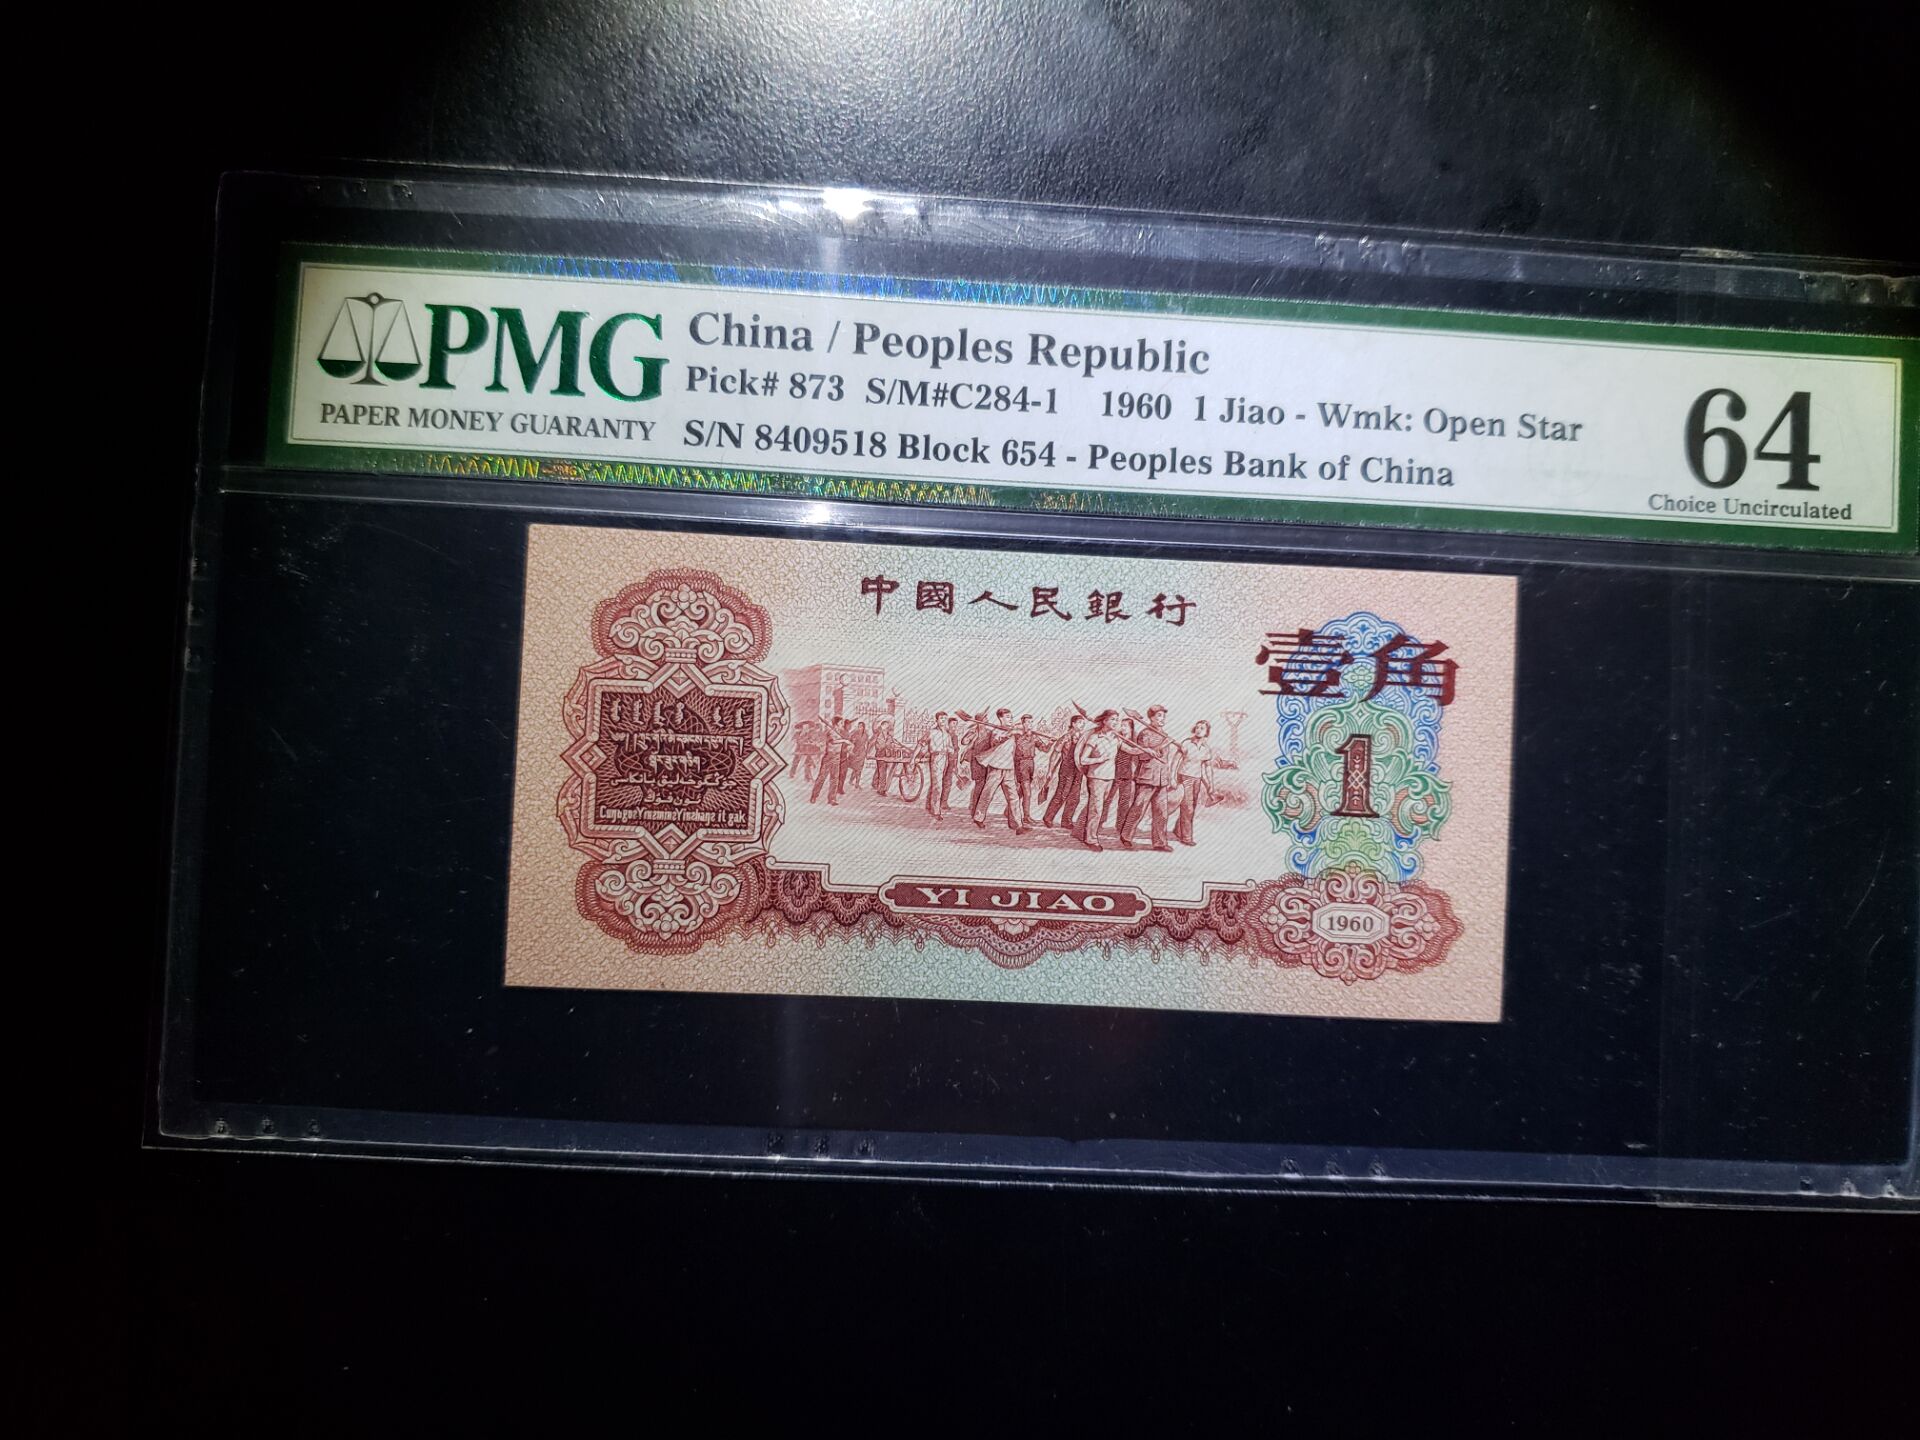 PMG
PAPER MONEY GUARANTY
China / Peoples Republic
Pick# 873 S/M#C284-1 1960 1 Jiao - Wmk: Open Star
S/N 8409518 Block 654 - Peoples Bank of China
64
Choice Uncirculated
中國人民銀行
壹角
1
YI JIAO
1960